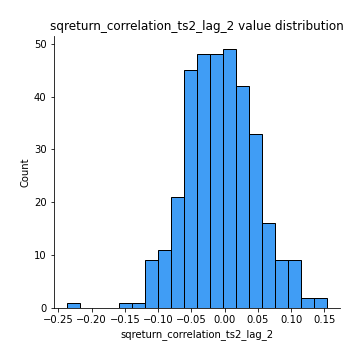 sqreturn_correlation_ts2_lag_2 value distribution
50
40
30
20
10
0
Count
−0.25 −0.20 −0.15 −0.10 −0.05 0.00 0.05 0.10 0.15
sqreturn_correlation_ts2_lag_2